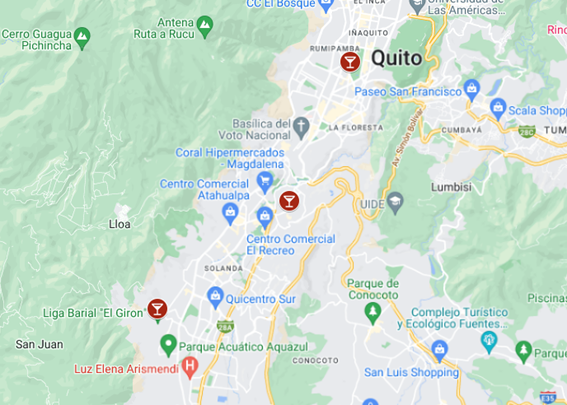 CC El Bosque
EL INCA
Universidad de
Las Américas...
Antena
Ruta a Rucu
Cerro Guagua
Pichincha
IÑAQUITO
RUMIPAMBA
Quito
Paseo San Francisco
Scala Shopp
Basílica del
Voto Nacional
LA FLORESTA
Av. Simón Bolívar
CUMBAYÁ
28C
TUM
Coral Hipermercados
- Magdalena
Centro Comercial
Atahualpa
UIDE
Lumbisi
Lloa
Centro Comercial
El Recreo
SOLANDA
Quicentro Sur
Parque de
Conocoto
Piscinas
Liga Barial "El Giron"
28A
Complejo Turístico
y Ecológico Fuentes...
San Juan
Parque Acuático Aquazul
Parque
Luz Elena Arismendi
H
CONOCOTO
San Luis Shopping
E35